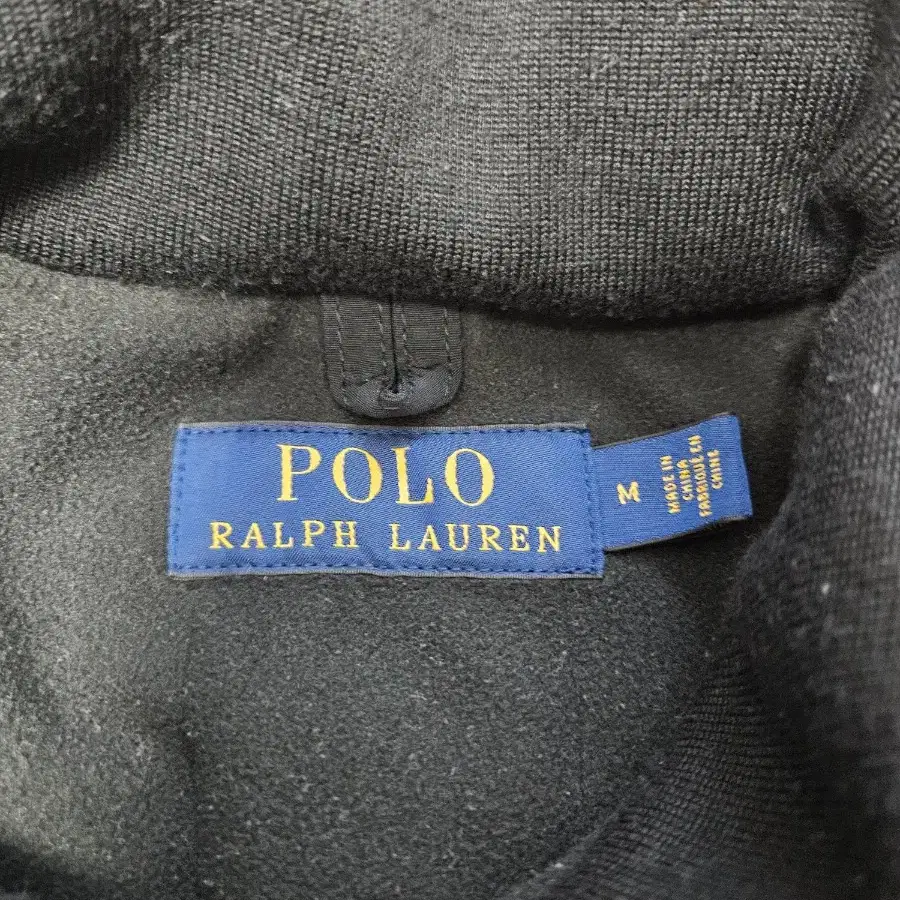 POLO
RALPH LAUREN
M
MADE IN
CHINA
FABRIQUÉ EN
CHINE